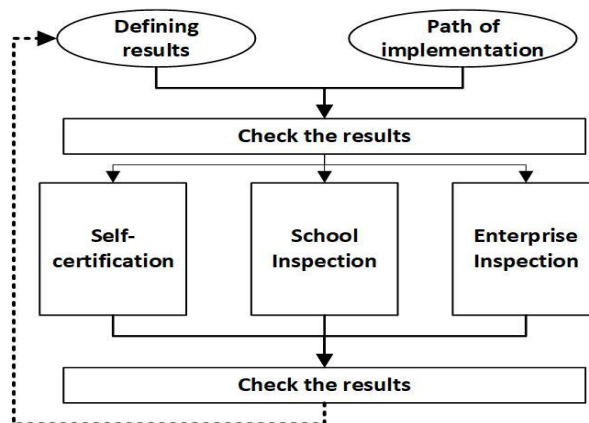 Defining
results
Path of
implementation
Check the results
Self-
certification
School
Inspection
Enterprise
Inspection
Check the results